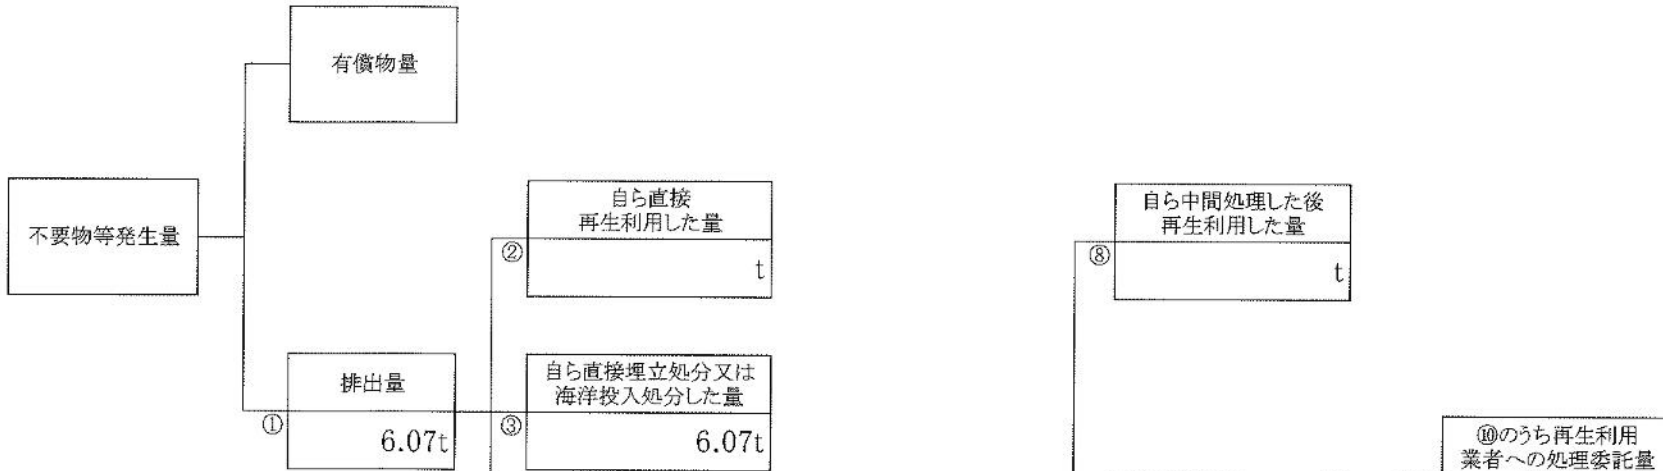 有償物量
不要物等発生量
自ら直接
再生利用した量
②
t
自ら中間処理した後
再生利用した量
⑧
t
排出量
①
6.07t
自ら直接埋立処分又は
海洋投入処分した量
③
6.07t
⑩のうち再生利用
業者への処理委託量